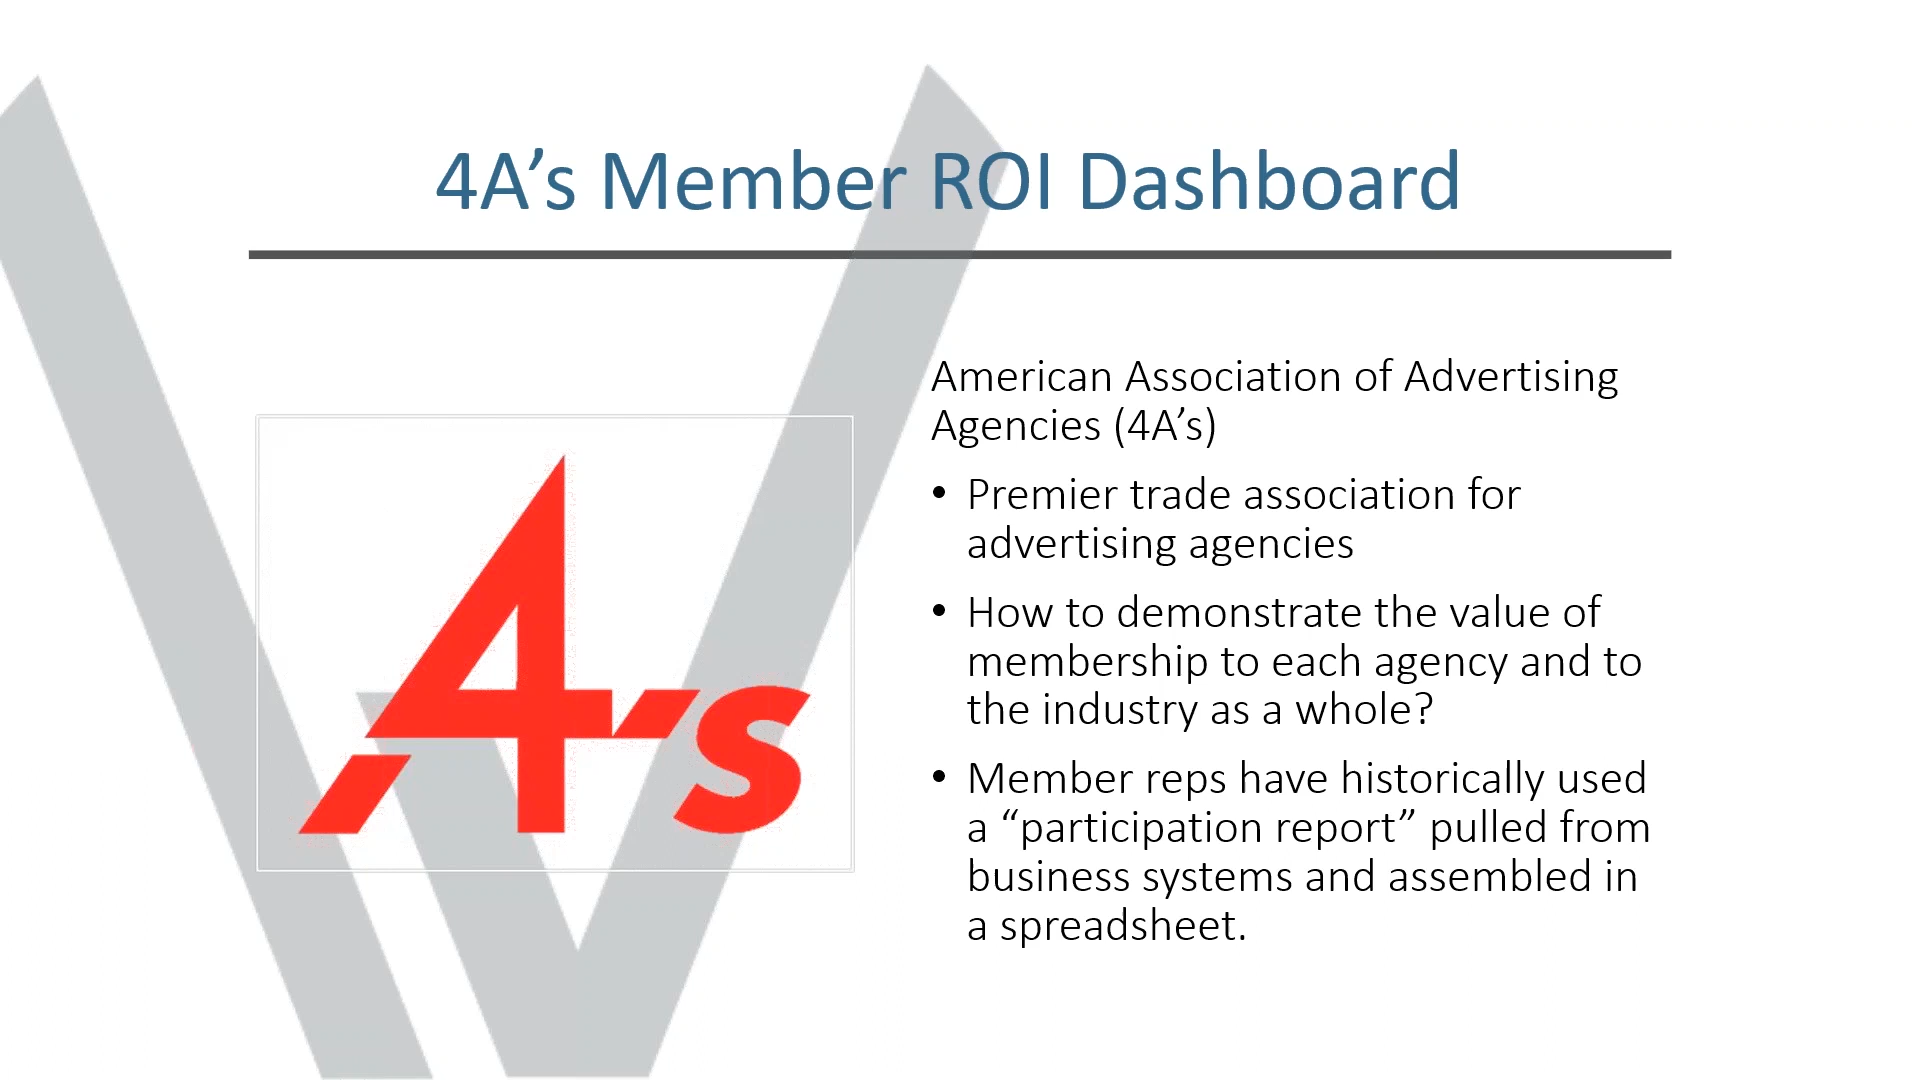 4A’s Member ROI Dashboard
4A's
American Association of Advertising
Agencies (4A’s)
• Premier trade association for
advertising agencies
• How to demonstrate the value of
membership to each agency and to
the industry as a whole?
• Member reps have historically used
a “participation report” pulled from
business systems and assembled in
a spreadsheet.